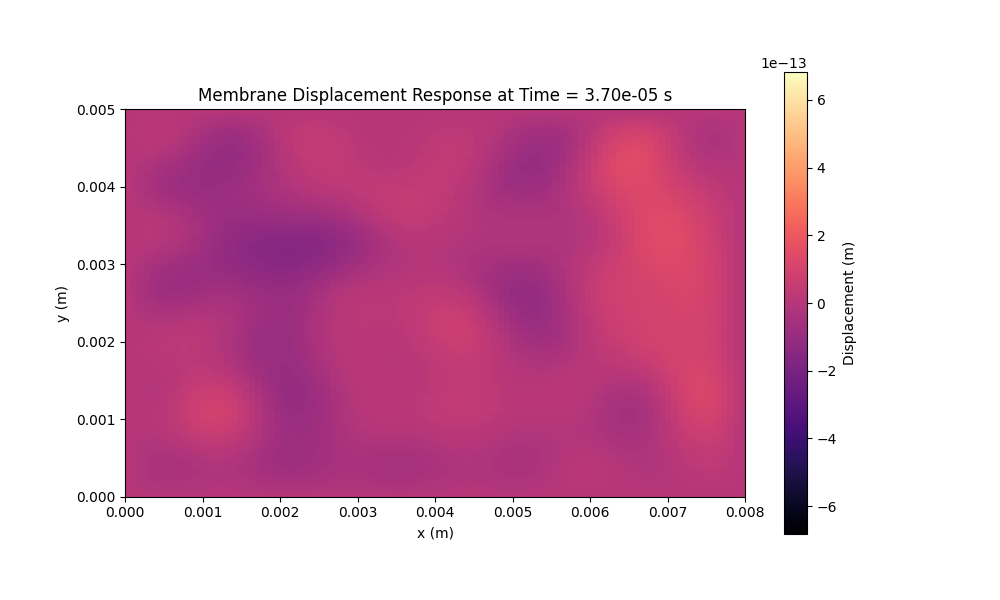 1e−13
Membrane Displacement Response at Time = 3.70e-05 s
0.005
0.004
0.003
0.002
0.001
0.000
y (m)
0.000 0.001 0.002 0.003 0.004 0.005 0.006 0.007 0.008
x (m)
6
4
2
0
−2
−4
−6
Displacement (m)